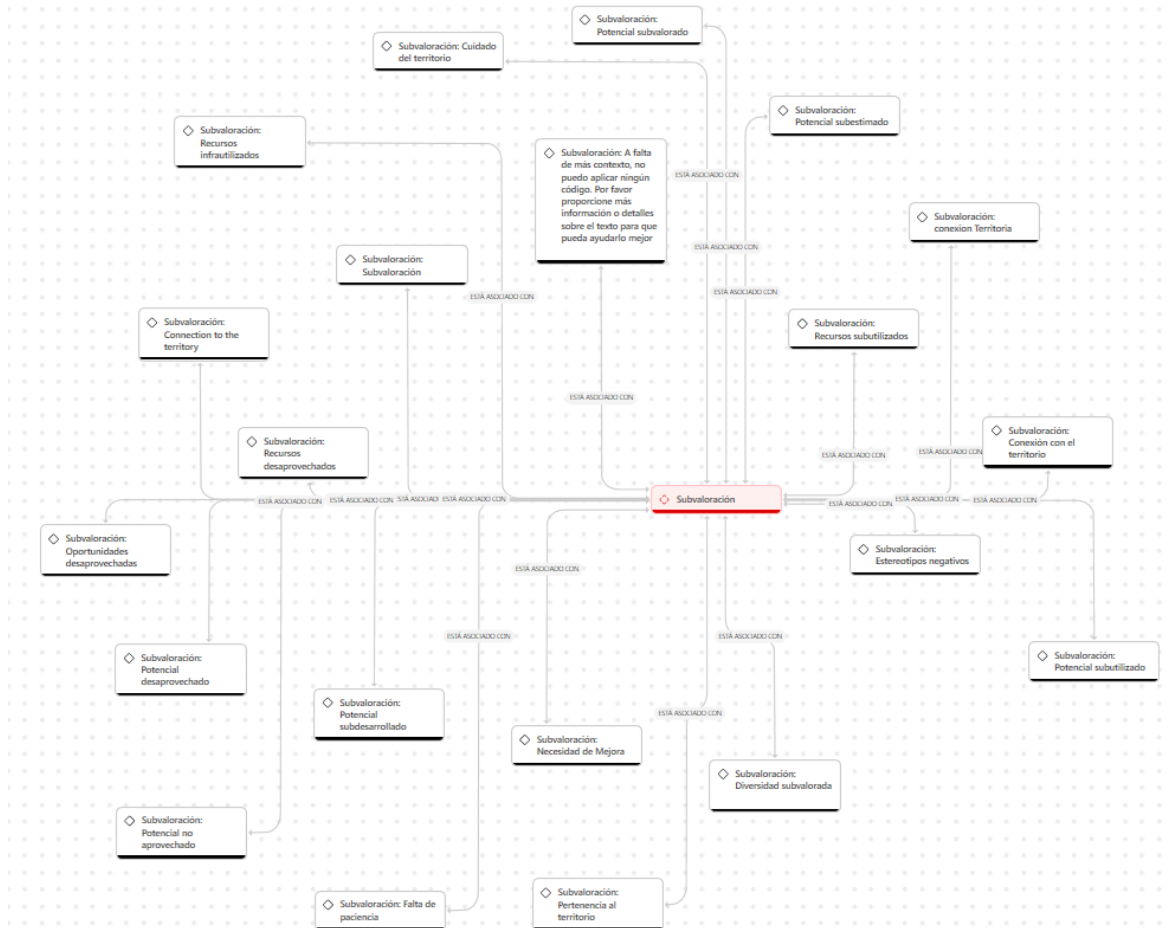 Subvaloración:
Potencial subvalorado
Subvaloración: Cuidado
del territorio
Subvaloración:
Potencial subestimado
Subvaloración:
Recursos
infrautilizados
Subvaloración: A falta
de más contexto, no
puedo aplicar ningún
código. Por favor
proporcione más
información o detalles
sobre el texto para que
pueda ayudarlo mejor
ESTÁ ASOCIADO CON
Subvaloración:
conexion Territoria
ESTÁ ASOCIADO CON
Subvaloración:
Subvaloración
ESTÁ ASOCIADO CON
ESTÁ ASOCIADO CON
Subvaloración:
Connection to the
territory
Subvaloración:
Recursos subutilizados
ESTÁ ASOCIADO CON
Subvaloración:
Recursos
desaprovechados
Subvaloración:
Conexión con el
territorio
ESTÁ ASOCIADO CON
ESTÁ ASOCIADO CON
ESTÁ ASOCIADO CON
ESTÁ ASOCIADO CON
ESTÁ ASOCIAD
ESTÁ ASOCIADO CON
Subvaloración
ESTÁ ASOCIADO CON
ESTÁ ASOCIADO CON
ESTÁ ASOCIADO CON
Subvaloración:
Oportunidades
desaprovechadas
Subvaloración:
Estereotipos negativos
ESTÁ ASOCIADO CON
ESTÁ ASOCIADO CON
ESTÁ ASOCIADO CON
Subvaloración:
Potencial
desaprovechado
Subvaloración:
Potencial subutilizado
Subvaloración:
Potencial
subdesarrollado
ESTÁ ASOCIADO CON
Subvaloración:
Necesidad de Mejora
Subvaloración:
Diversidad subvalorada
Subvaloración:
Potencial no
aprovechado
Subvaloración: Falta de
paciencia
Subvaloración:
Pertenencia al
territorio